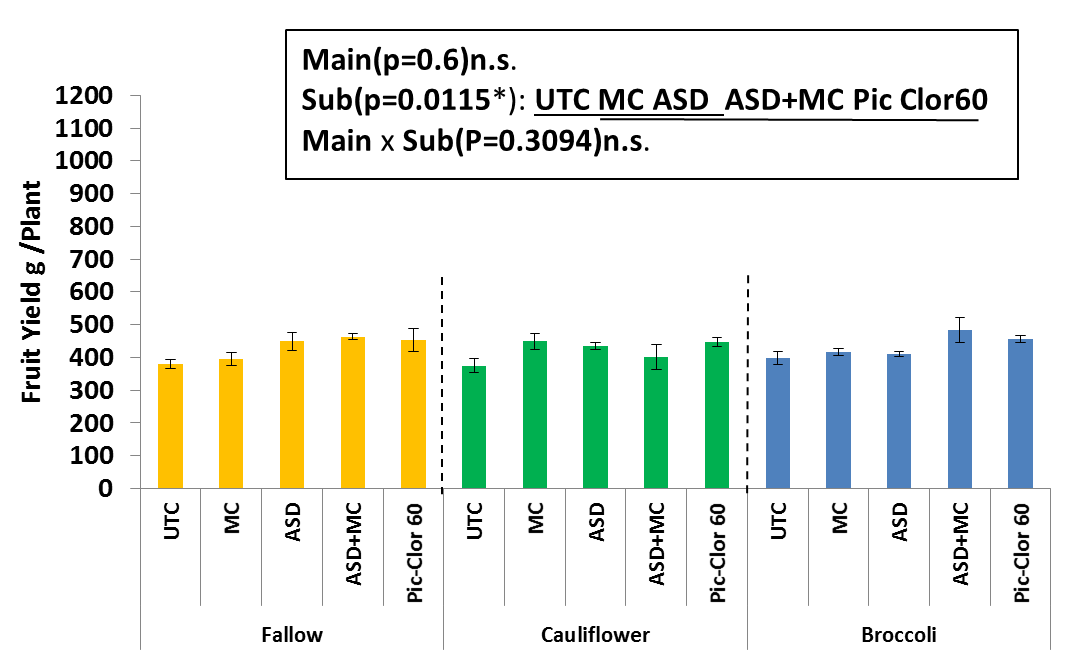 Main(p=0.6)n.s.
Sub(p=0.0115*): UTC MC ASD ASD+MC Pic Clor60
Main x Sub(P=0.3094)n.s.
Fruit Yield g /Plant
1200
1100
1000
900
800
700
600
500
400
300
200
100
0
UTC
MC
ASD
ASD+MC
Pic-Clor 60
UTC
MC
ASD
ASD+MC
Pic-Clor 60
UTC
MC
ASD
ASD+MC
Pic-Clor 60
Fallow
Cauliflower
Broccoli